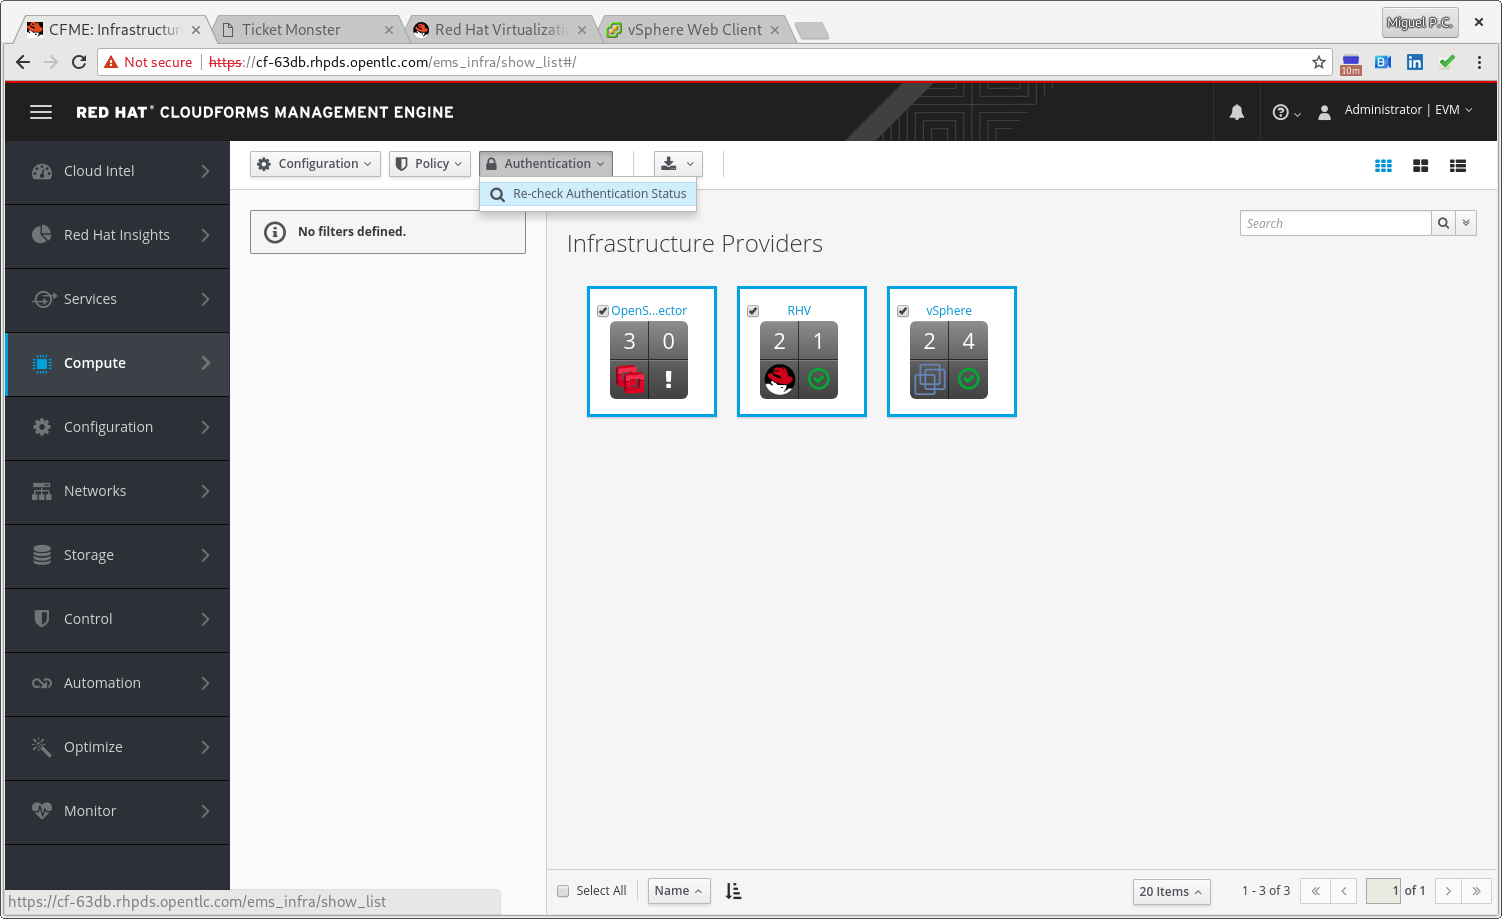 CFME: Infrastructur
Ticket Monster
Red Hat Virtualizati
vSphere Web Client
Miguel P.C.
Not secure
https://cf-63db.rhpds.opentlc.com/ems_infra/show_list#/
10m
RED HAT® CLOUDFORMS MANAGEMENT ENGINE
Administrator | EVM
Cloud Intel
Red Hat Insights
Services
Compute
Configuration
Networks
Storage
Control
Automation
Optimize
Monitor
Configuration
Policy
Authentication
Re-check Authentication Status
No filters defined.
Search
Infrastructure Providers
OpenS...ector
3 0
!
RHV
2 1
vSphere
2 4
Select All
Name
20 Items
1 - 3 of 3
1 of 1
https://cf-63db.rhpds.opentlc.com/ems_infra/show_list